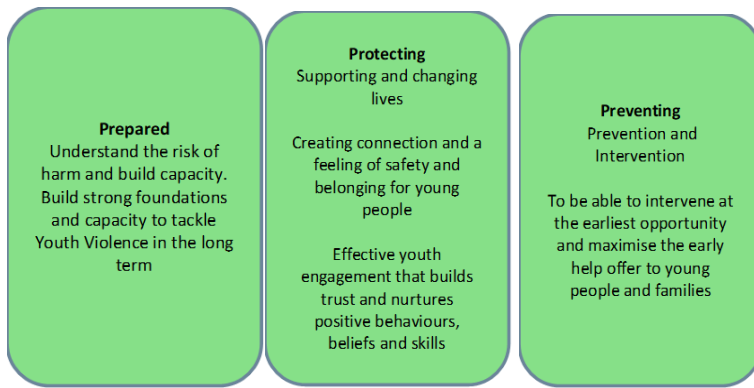 Prepared
Understand the risk of
harm and build capacity.
Build strong foundations
and capacity to tackle
Youth Violence in the long
term
Protecting
Supporting and changing
lives
Creating connection and a
feeling of safety and
belonging for young
people
Effective youth
engagement that builds
trust and nurtures
positive behaviours,
beliefs and skills
Preventing
Prevention and
Intervention
To be able to intervene at
the earliest opportunity
and maximise the early
help offer to young
people and families